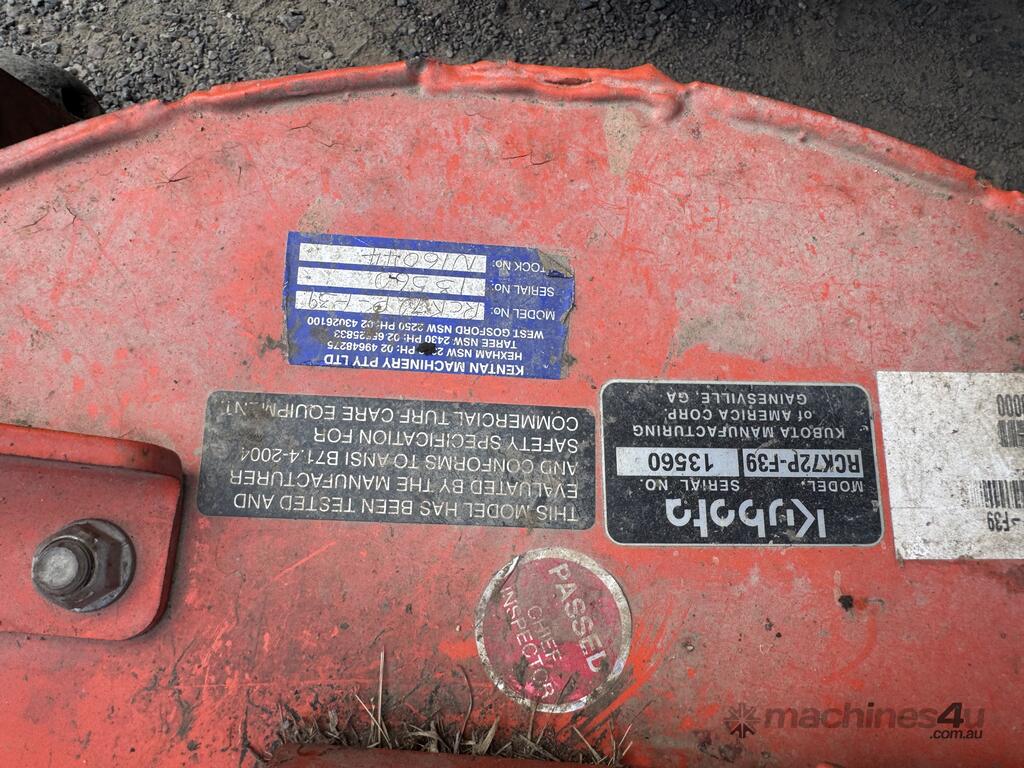 Kubota
MODEL. SERIAL NO.
RCK72P-F39 13560
KUBOTA MANUFACTURING
of AMERICA CORP.
GAINESVILLE, GA
THIS MODEL HAS BEEN TESTED AND
EVALUATED BY THE MANUFACTURER
AND CONFORMS TO ANSI B71.4-2004
SAFETY SPECIFICATION FOR
COMMERCIAL TURF CARE EQUIPMENT.
KENTAN MACHINERY PTY LTD
HEXHAM NSW PH: 02 49648275
TAREE NSW 2430 PH: 02
WEST GOSFORD NSW 2250 PH: 02 43026100
MODEL No: RCK72P-F39
SERIAL No: 13560
STOCK No: N16044
PASSED
CHIEF
INSPECTOR
-F39
machines4u
.com.au